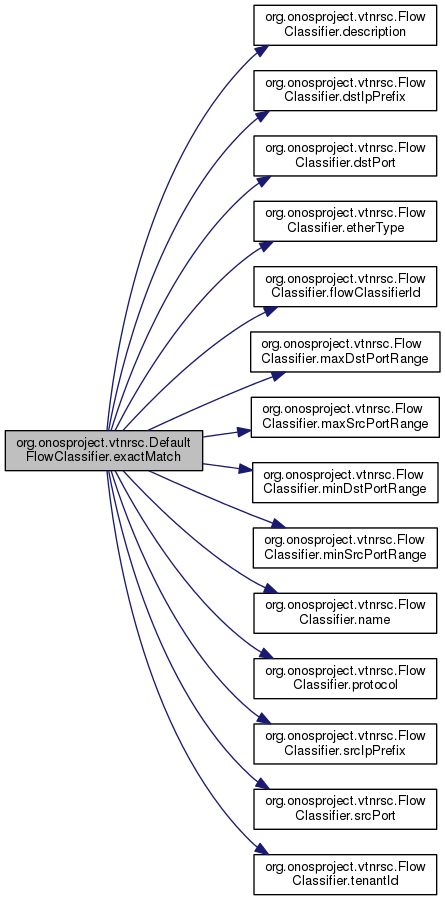 org.onosproject.vtnrsc.Flow
Classifier.description
org.onosproject.vtnrsc.Flow
Classifier.dstIpPrefix
org.onosproject.vtnrsc.Flow
Classifier.dstPort
org.onosproject.vtnrsc.Flow
Classifier.etherType
org.onosproject.vtnrsc.Flow
Classifier.flowClassifierId
org.onosproject.vtnrsc.Flow
Classifier.maxDstPortRange
org.onosproject.vtnrsc.Flow
Classifier.maxSrcPortRange
org.onosproject.vtnrsc.Default
FlowClassifier.exactMatch
org.onosproject.vtnrsc.Flow
Classifier.minDstPortRange
org.onosproject.vtnrsc.Flow
Classifier.minSrcPortRange
org.onosproject.vtnrsc.Flow
Classifier.name
org.onosproject.vtnrsc.Flow
Classifier.protocol
org.onosproject.vtnrsc.Flow
Classifier.srcIpPrefix
org.onosproject.vtnrsc.Flow
Classifier.srcPort
org.onosproject.vtnrsc.Flow
Classifier.tenantId